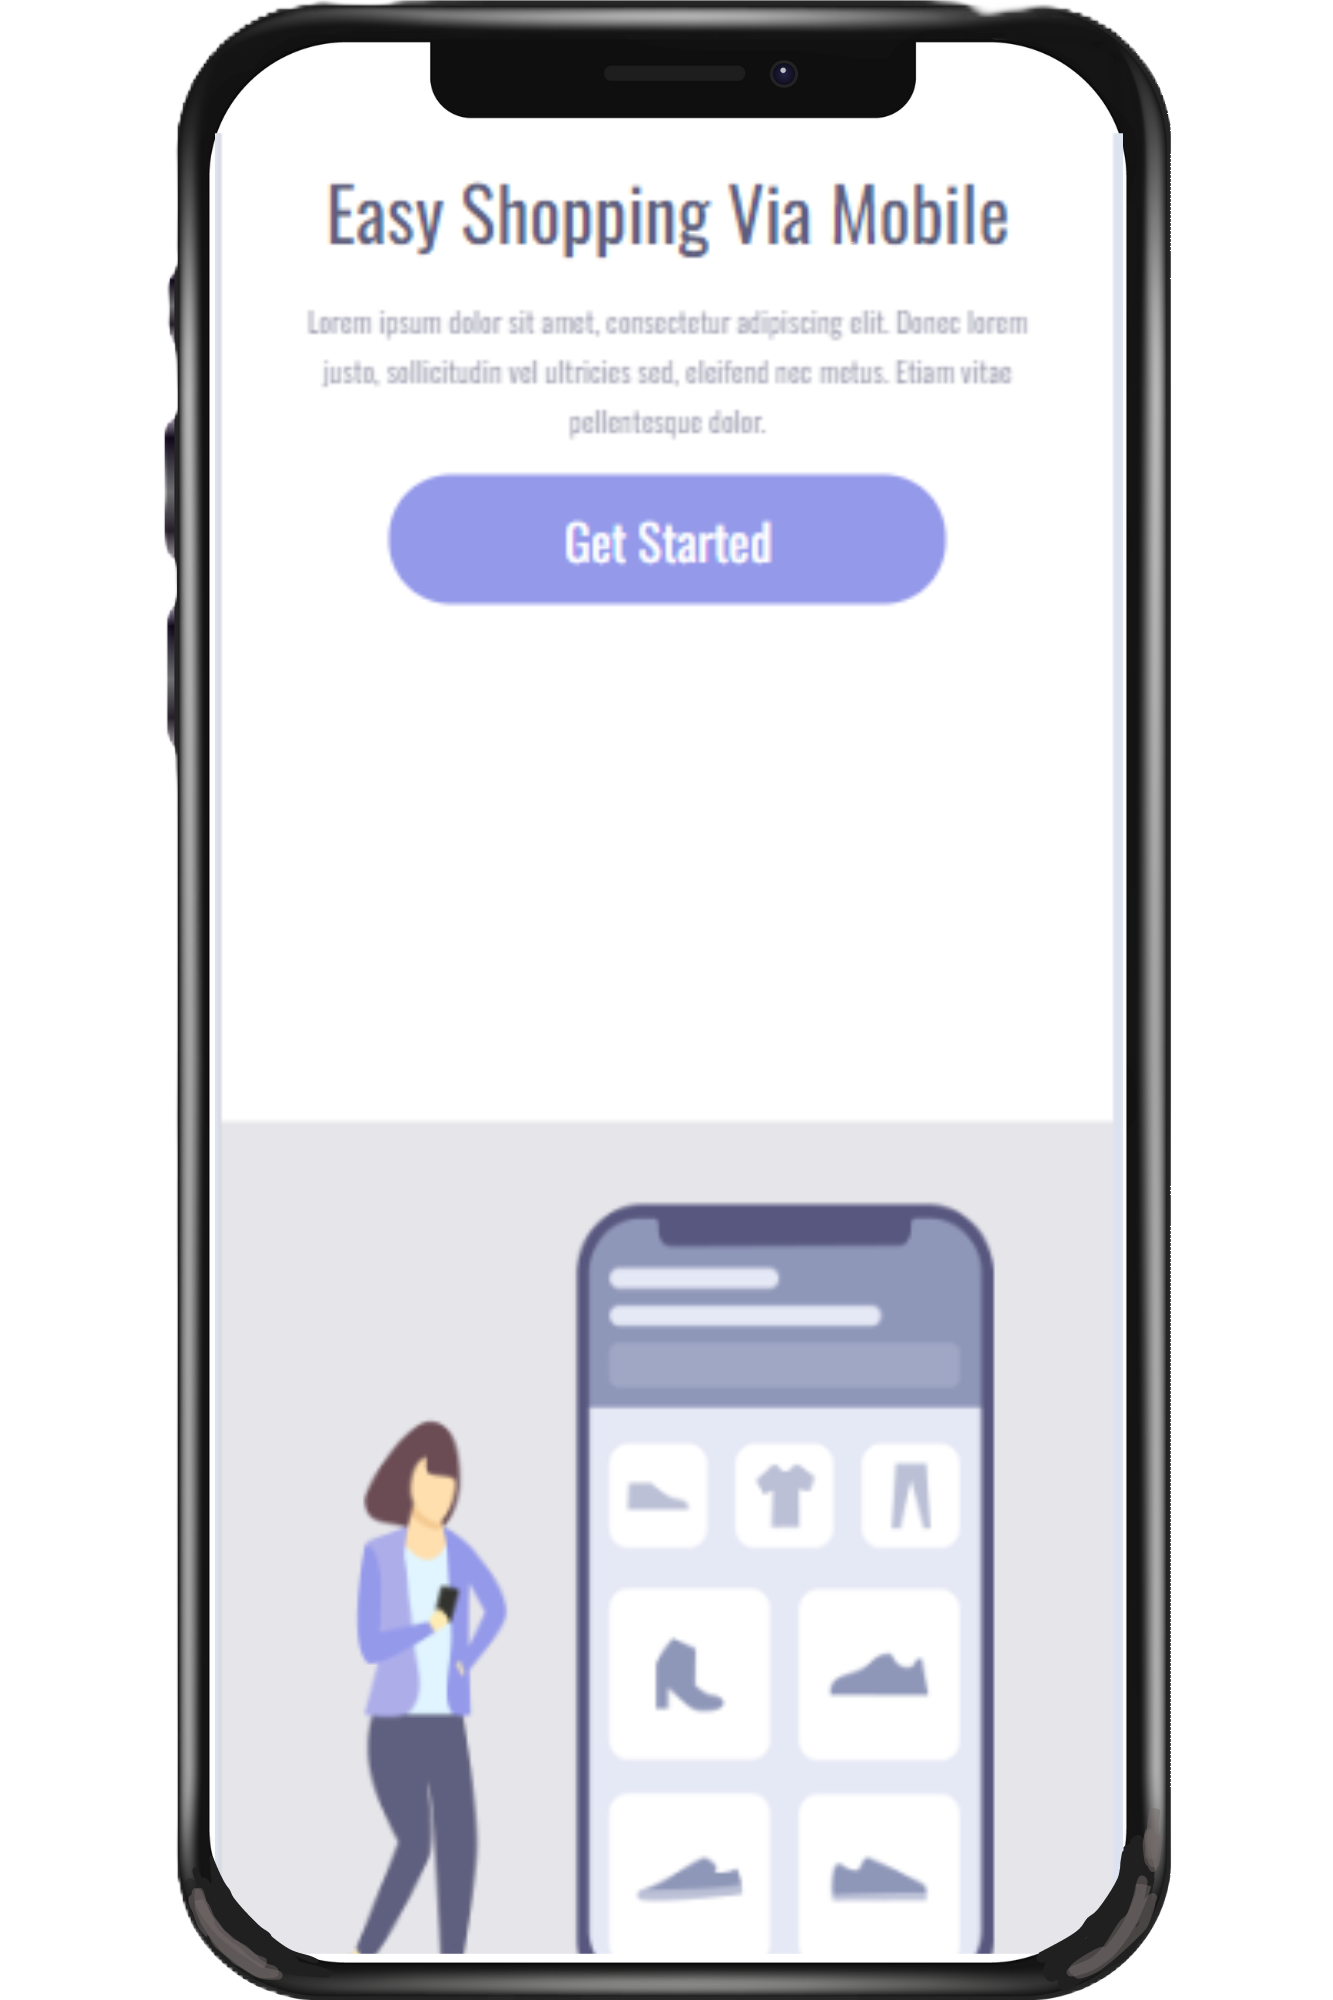 Easy Shopping Via Mobile
Lorem ipsum dolor sit amet, consectetur adipiscing elit. Donec lorem
justo, sollicitudin vel ultricies sed, eleifend nec metus. Etiam vitae
pellentesque dolor.
Get Started